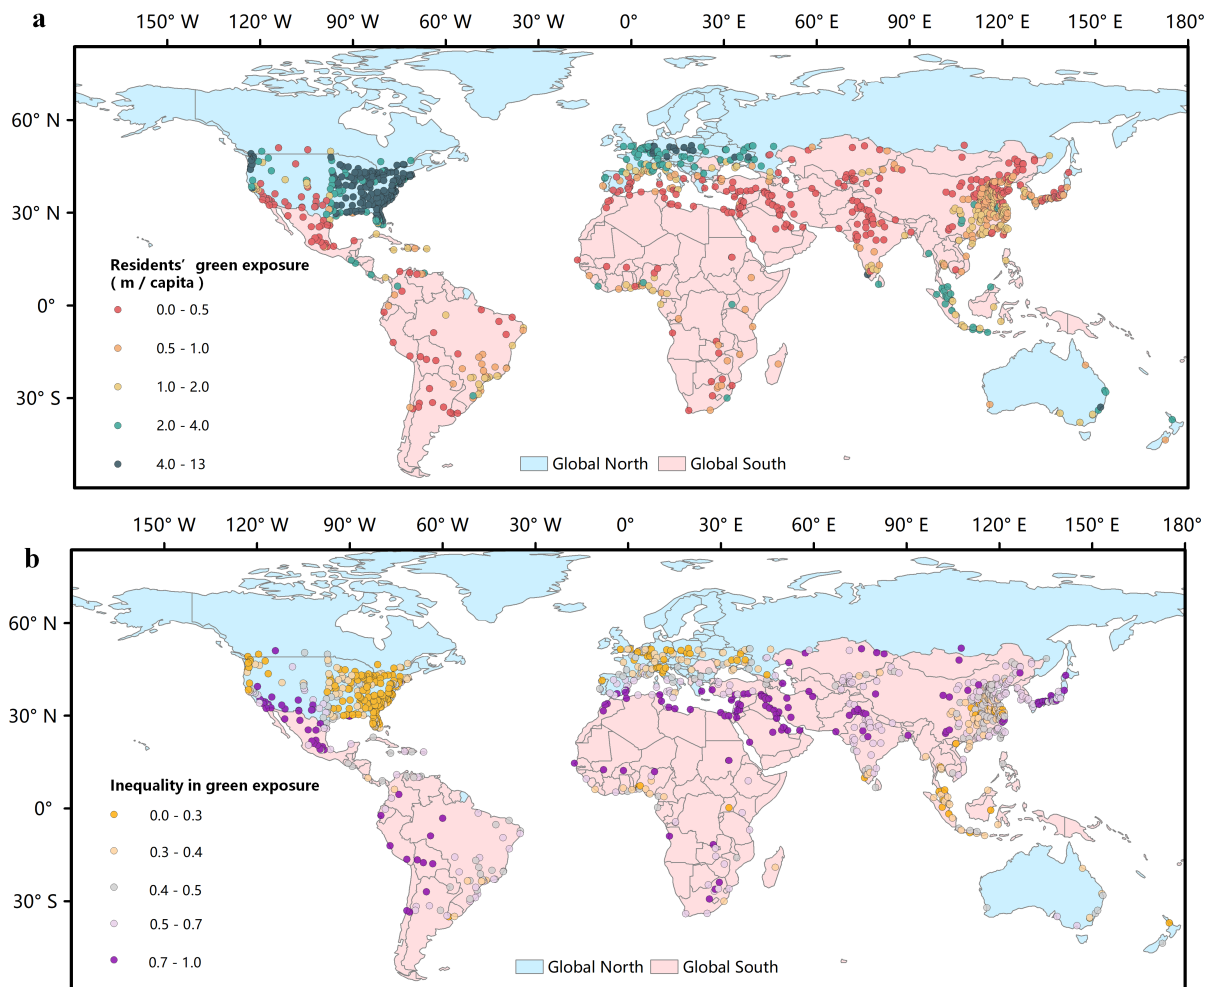 a
150° W 120° W 90° W 60° W 30° W 0° 30° E 60° E 90° E 120° E 150° E 180°
60° N
30° N
0°
30° S
Residents' green exposure
( m / capita )
0.0 - 0.5
0.5 - 1.0
1.0 - 2.0
2.0 - 4.0
4.0 - 13
Global North Global South
b
150° W 120° W 90° W 60° W 30° W 0° 30° E 60° E 90° E 120° E 150° E 180°
60° N
30° N
0°
30° S
Inequality in green exposure
0.0 - 0.3
0.3 - 0.4
0.4 - 0.5
0.5 - 0.7
0.7 - 1.0
Global North Global South